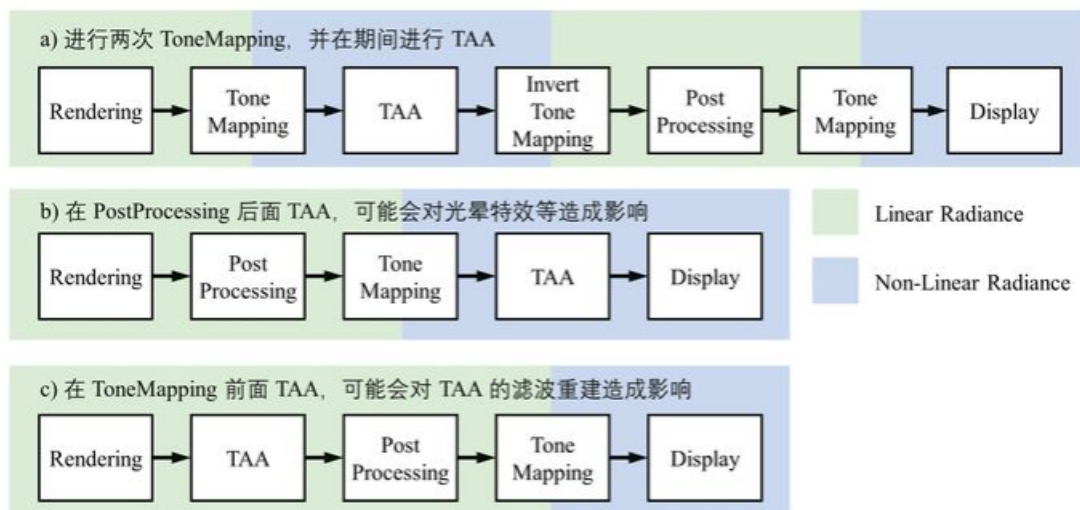 a) 进行两次 ToneMapping，并在期间进行 TAA
Rendering
Tone
Mapping
TAA
Invert
Tone
Mapping
Post
Processing
Tone
Mapping
Display
b) 在 PostProcessing 后面 TAA，可能会对光晕特效等造成影响
Rendering
Post
Processing
Tone
Mapping
TAA
Display
Linear Radiance
Non-Linear Radiance
c) 在 ToneMapping 前面 TAA，可能会对 TAA 的滤波重建造成影响
Rendering
TAA
Post
Processing
Tone
Mapping
Display